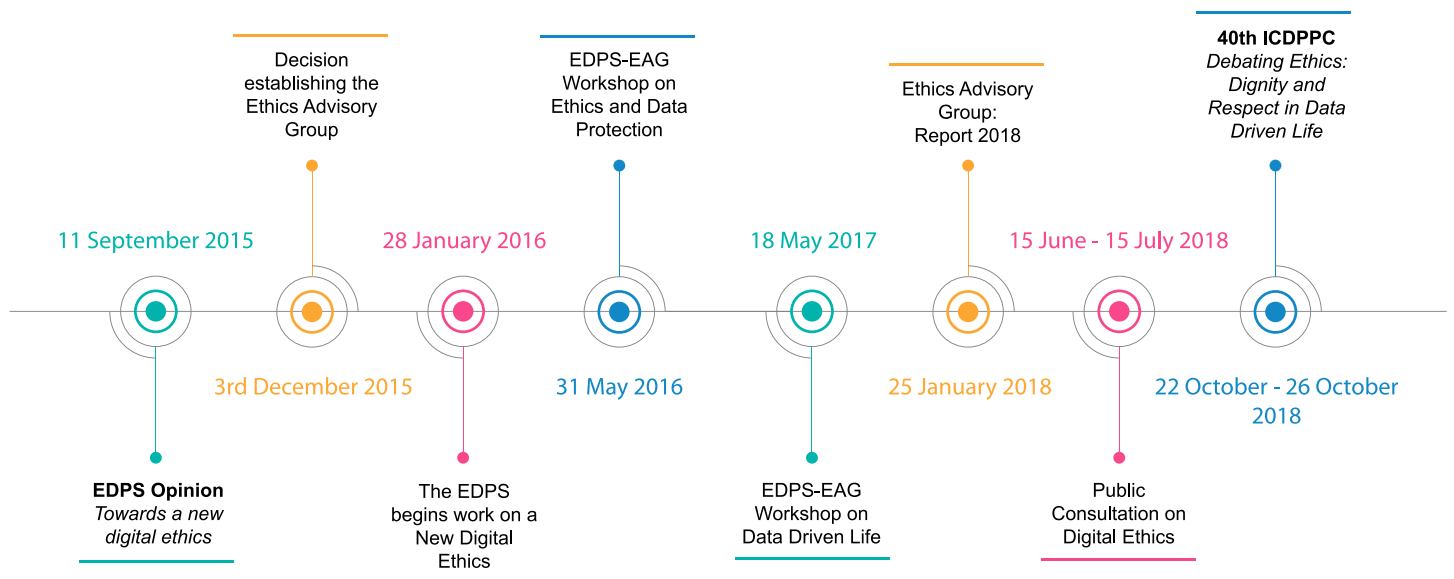 11 September 2015
EDPS Opinion
Towards a new
digital ethics
Decision
establishing the
Ethics Advisory
Group
3rd December 2015
28 January 2016
The EDPS
begins work on a
New Digital
Ethics
EDPS-EAG
Workshop on
Ethics and Data
Protection
31 May 2016
18 May 2017
EDPS-EAG
Workshop on
Data Driven Life
Ethics Advisory
Group:
Report 2018
25 January 2018
15 June - 15 July 2018
Public
Consultation on
Digital Ethics
40th ICDPPC
Debating Ethics:
Dignity and
Respect in Data
Driven Life
22 October - 26 October
2018